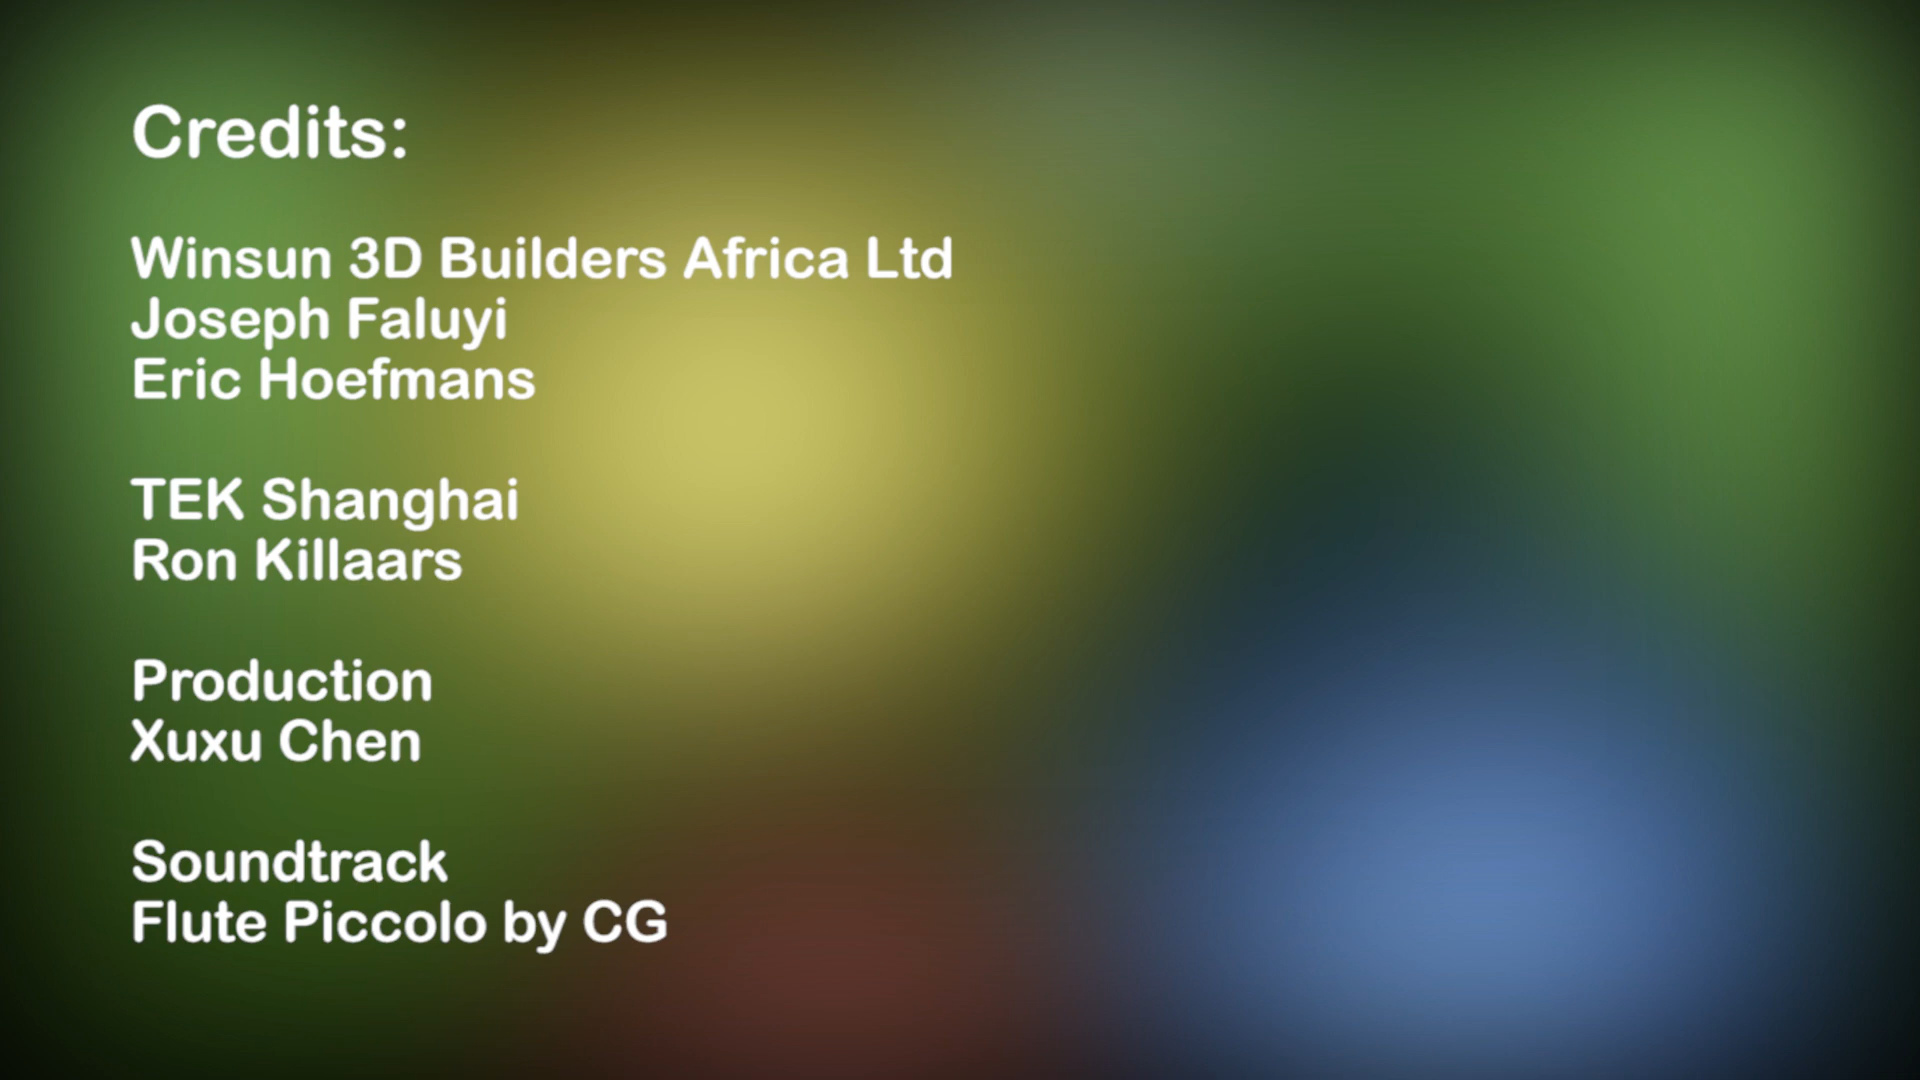 Credits:
Winsun 3D Builders Africa Ltd
Joseph Faluyi
Eric Hoefmans
TEK Shanghai
Ron Killaars
Production
Xuxu Chen
Soundtrack
Flute Piccolo by CG